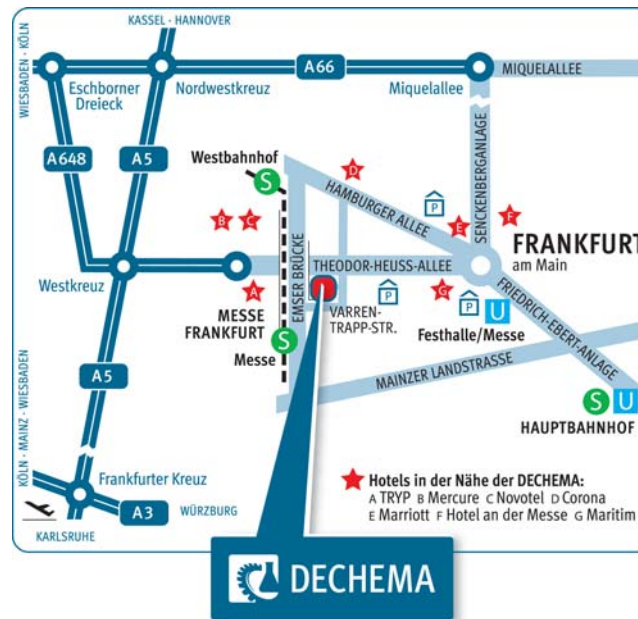 KASSEL - HANNOVER
WIESBADEN - KÖLN
A66
MIQUELALLEE
Eschborner
Dreieck
Nordwestkreuz
Miquelallee
A648
A5
Westbahnhof
S
D
P
HAMBURGER ALLEE
SENCKENBERGANLAGE
B
C
E
F
FRANKFURT
am Main
Westkreuz
THEODOR-HEUSS-ALLEE
EMSER BRÜCKE
A
G
P
P
VARREN-
TRAPP-STR.
MESSE
FRANKFURT
U
Festhalle/Messe
FRIEDRICH-EBERT-ANLAGE
S
Messe
MAINZER LANDSTRASSE
A5
S
U
HAUPTBAHNHOF
KÖLN - MAINZ - WIESBADEN
Frankfurter Kreuz
A3
WÜRZBURG
KARLSRUHE
Hotels in der Nähe der DECHEMA:
A TRYP B Mercure C Novotel D Corona
E Marriott F Hotel an der Messe G Maritim
DECHEMA